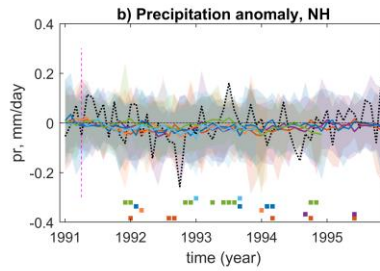 b) Precipitation anomaly, NH
0.4
0.2
0
-0.2
-0.4
pr, mm/day
1991 1992 1993 1994 1995
time (year)